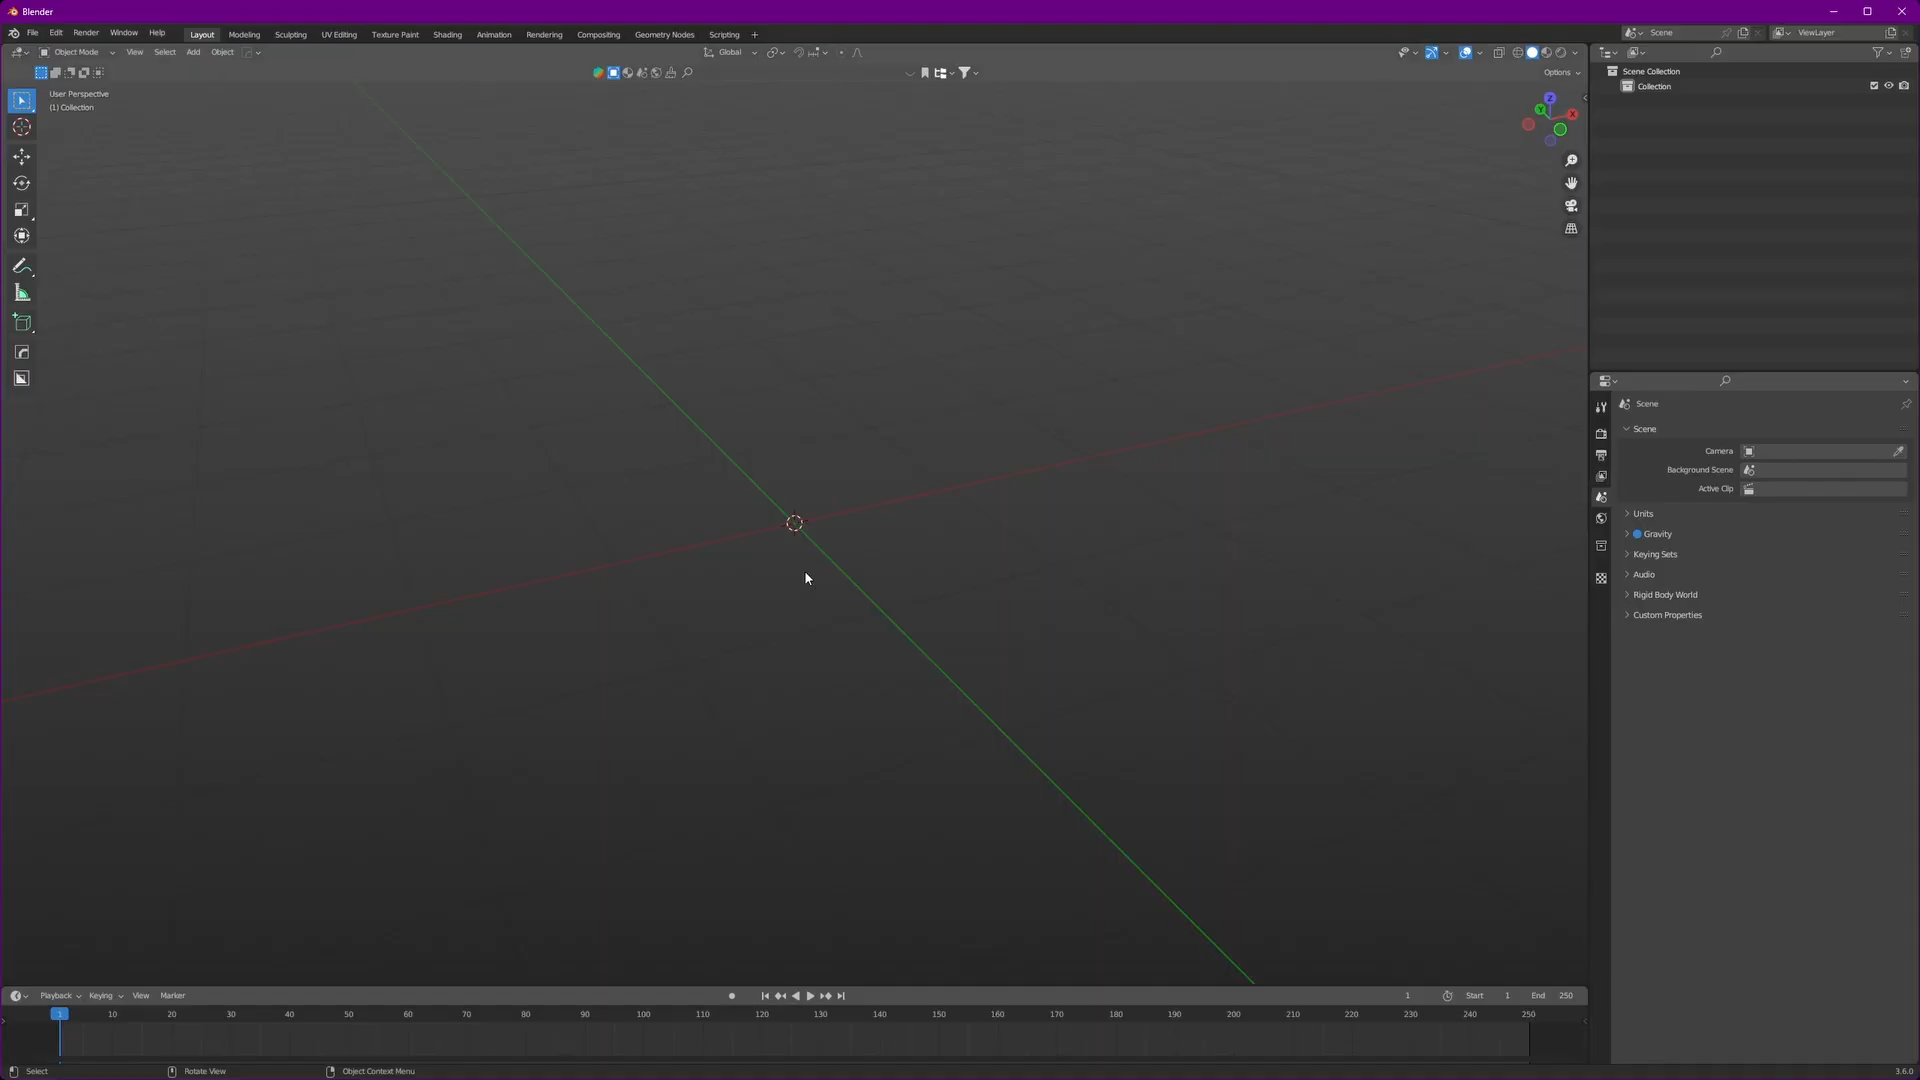 Blender
File Edit Render Window Help Layout Modeling Sculpting UV Editing Texture Paint Shading Animation Rendering Compositing Geometry Nodes Scripting + Scene ViewLayer
Object Mode View Select Add Object Global
Options
User Perspective
(1) Collection
Z
Y X
Scene Collection
Collection
Scene
Scene
Camera
Background Scene
Active Clip
Units
Gravity
Keying Sets
Audio
Rigid Body World
Custom Properties
Playback Keying View Marker 1 Start 1 End 250
1 10 20 30 40 50 60 70 80 90 100 110 120 130 140 150 160 170 180 190 200 210 220 230 240 250
Select Rotate View Object Context Menu 3.6.0